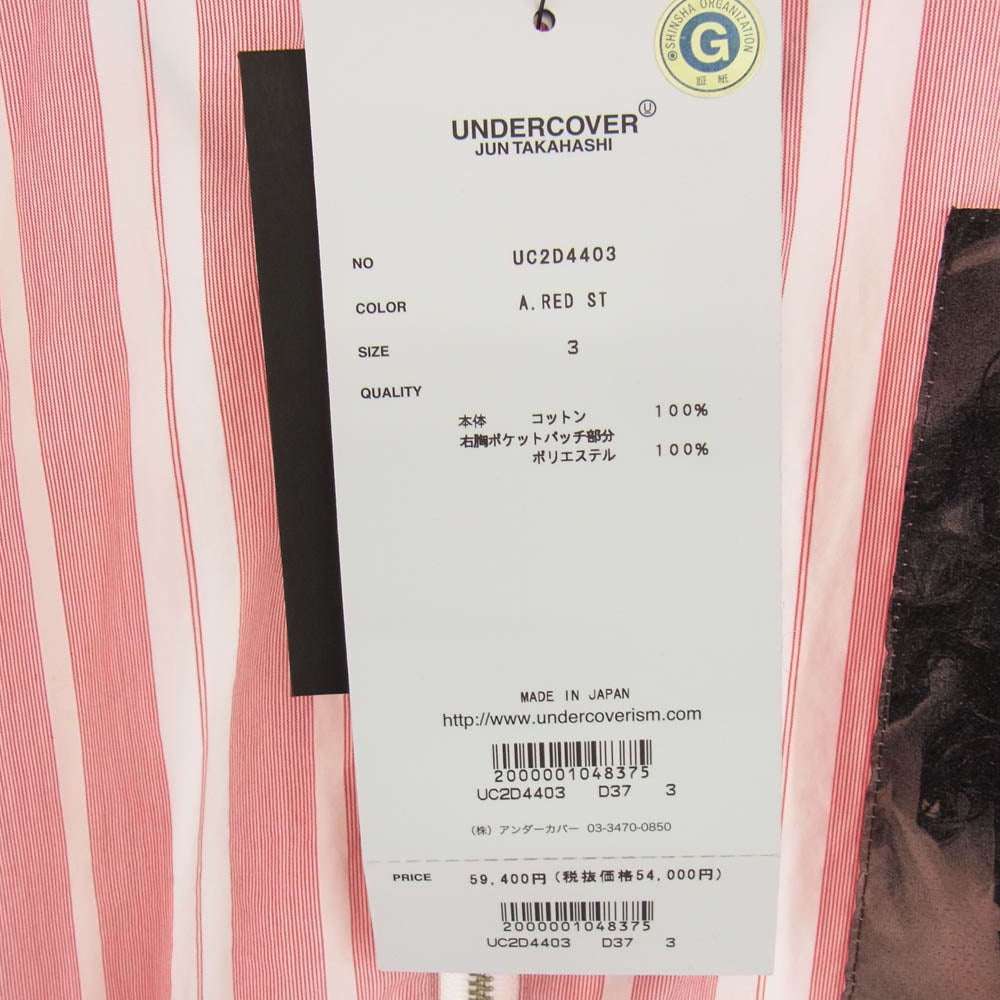 SHINSHA ORGANIZATION
G
証紙
UNDERCOVER U
JUN TAKAHASHI
NO UC2D4403
COLOR A.RED ST
SIZE 3
QUALITY
本体 コットン 100%
右胸ポケットパッチ部分
ポリエステル 100%
MADE IN JAPAN
http://www.undercoverism.com
2000001048375
UC2D4403 D37 3
(株) アンダーカバー 03-3470-0850
PRICE 59,400円(税抜価格54,000円)
2000001048375
UC2D4403 D37 3